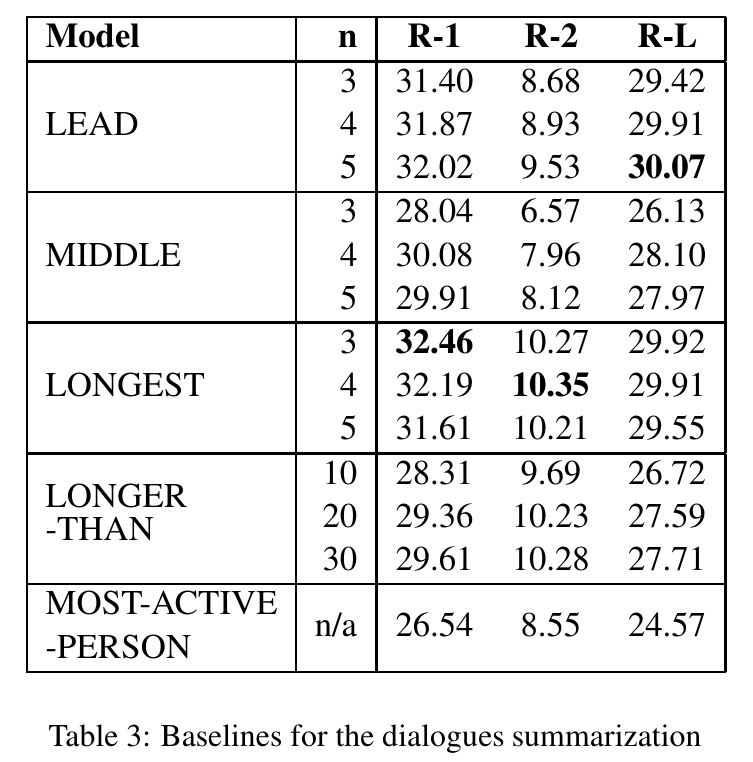 Model n R-1 R-2 R-L
LEAD
3 31.40 8.68 29.42
4 31.87 8.93 29.91
5 32.02 9.53 30.07
MIDDLE
3 28.04 6.57 26.13
4 30.08 7.96 28.10
5 29.91 8.12 27.97
LONGEST
3 32.46 10.27 29.92
4 32.19 10.35 29.91
5 31.61 10.21 29.55
LONGER
-THAN
10 28.31 9.69 26.72
20 29.36 10.23 27.59
30 29.61 10.28 27.71
MOST-ACTIVE
-PERSON
n/a 26.54 8.55 24.57
Table 3: Baselines for the dialogues summarization